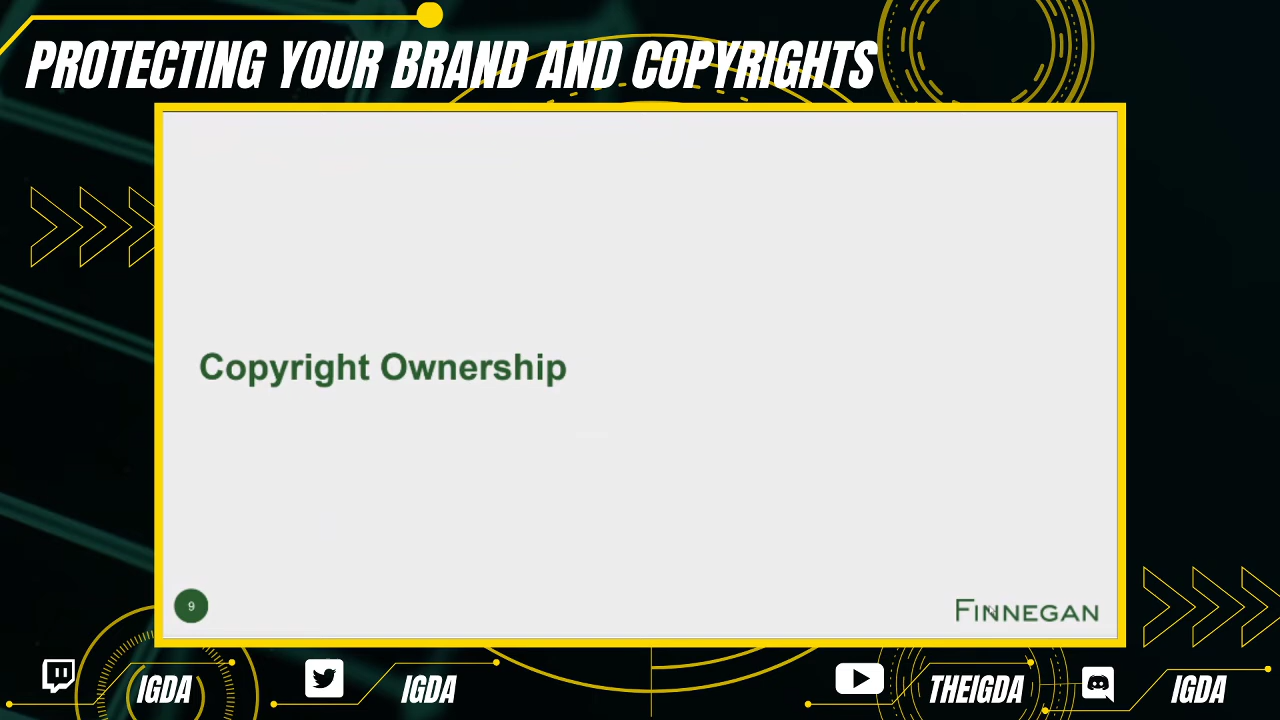 PROTECTING YOUR BRAND AND COPYRIGHTS
Copyright Ownership
9
FINNEGAN
IGDA
IGDA
THEIGDA
IGDA